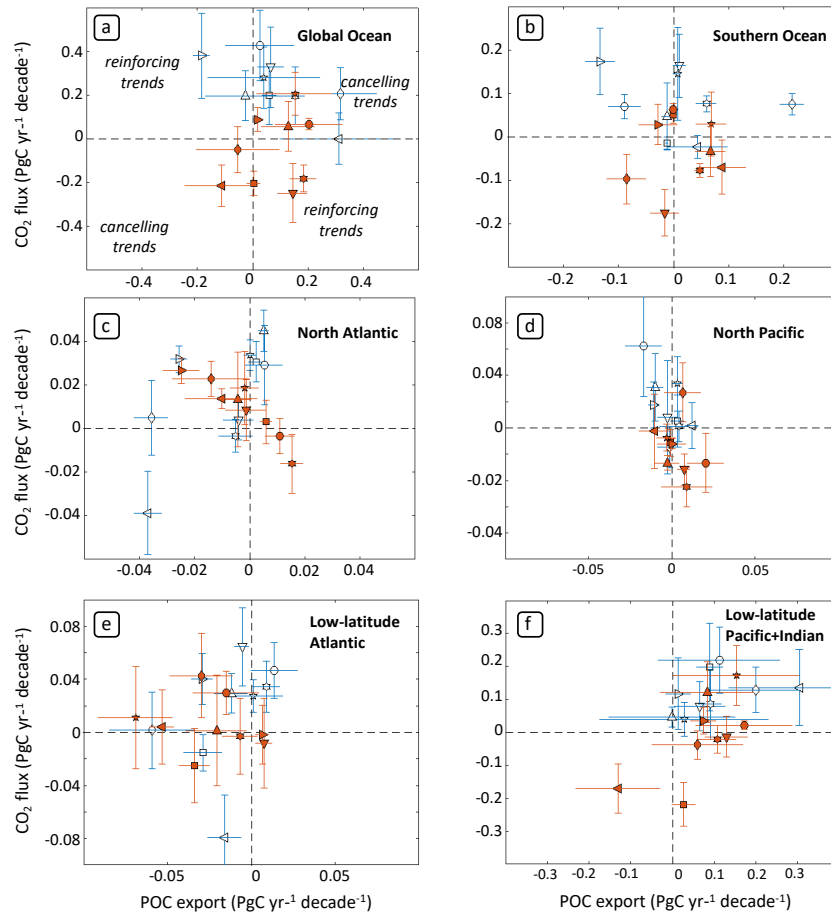 a
Global Ocean
reinforcing
trends
cancelling
trends
cancelling
trends
reinforcing
trends
0.4
0.2
0
-0.2
-0.4
-0.4
-0.2
0
0.2
0.4
CO2 flux (PgC yr-1 decade-1)
b
Southern Ocean
0.2
0.1
0
-0.1
-0.2
-0.2
-0.1
0
0.1
0.2
c
North Atlantic
0.04
0.02
0
-0.02
-0.04
-0.04
-0.02
0
0.02
0.04
CO2 flux (PgC yr-1 decade-1)
d
North Pacific
0.08
0.04
0
-0.04
-0.05
0
0.05
e
Low-latitude
Atlantic
0.08
0.04
0
-0.04
-0.08
-0.05
0
0.05
CO2 flux (PgC yr-1 decade-1)
POC export (PgC yr-1 decade-1)
f
Low-latitude
Pacific+Indian
0.3
0.2
0.1
0
-0.1
-0.2
-0.3
-0.3
-0.2
-0.1
0
0.1
0.2
0.3
POC export (PgC yr-1 decade-1)